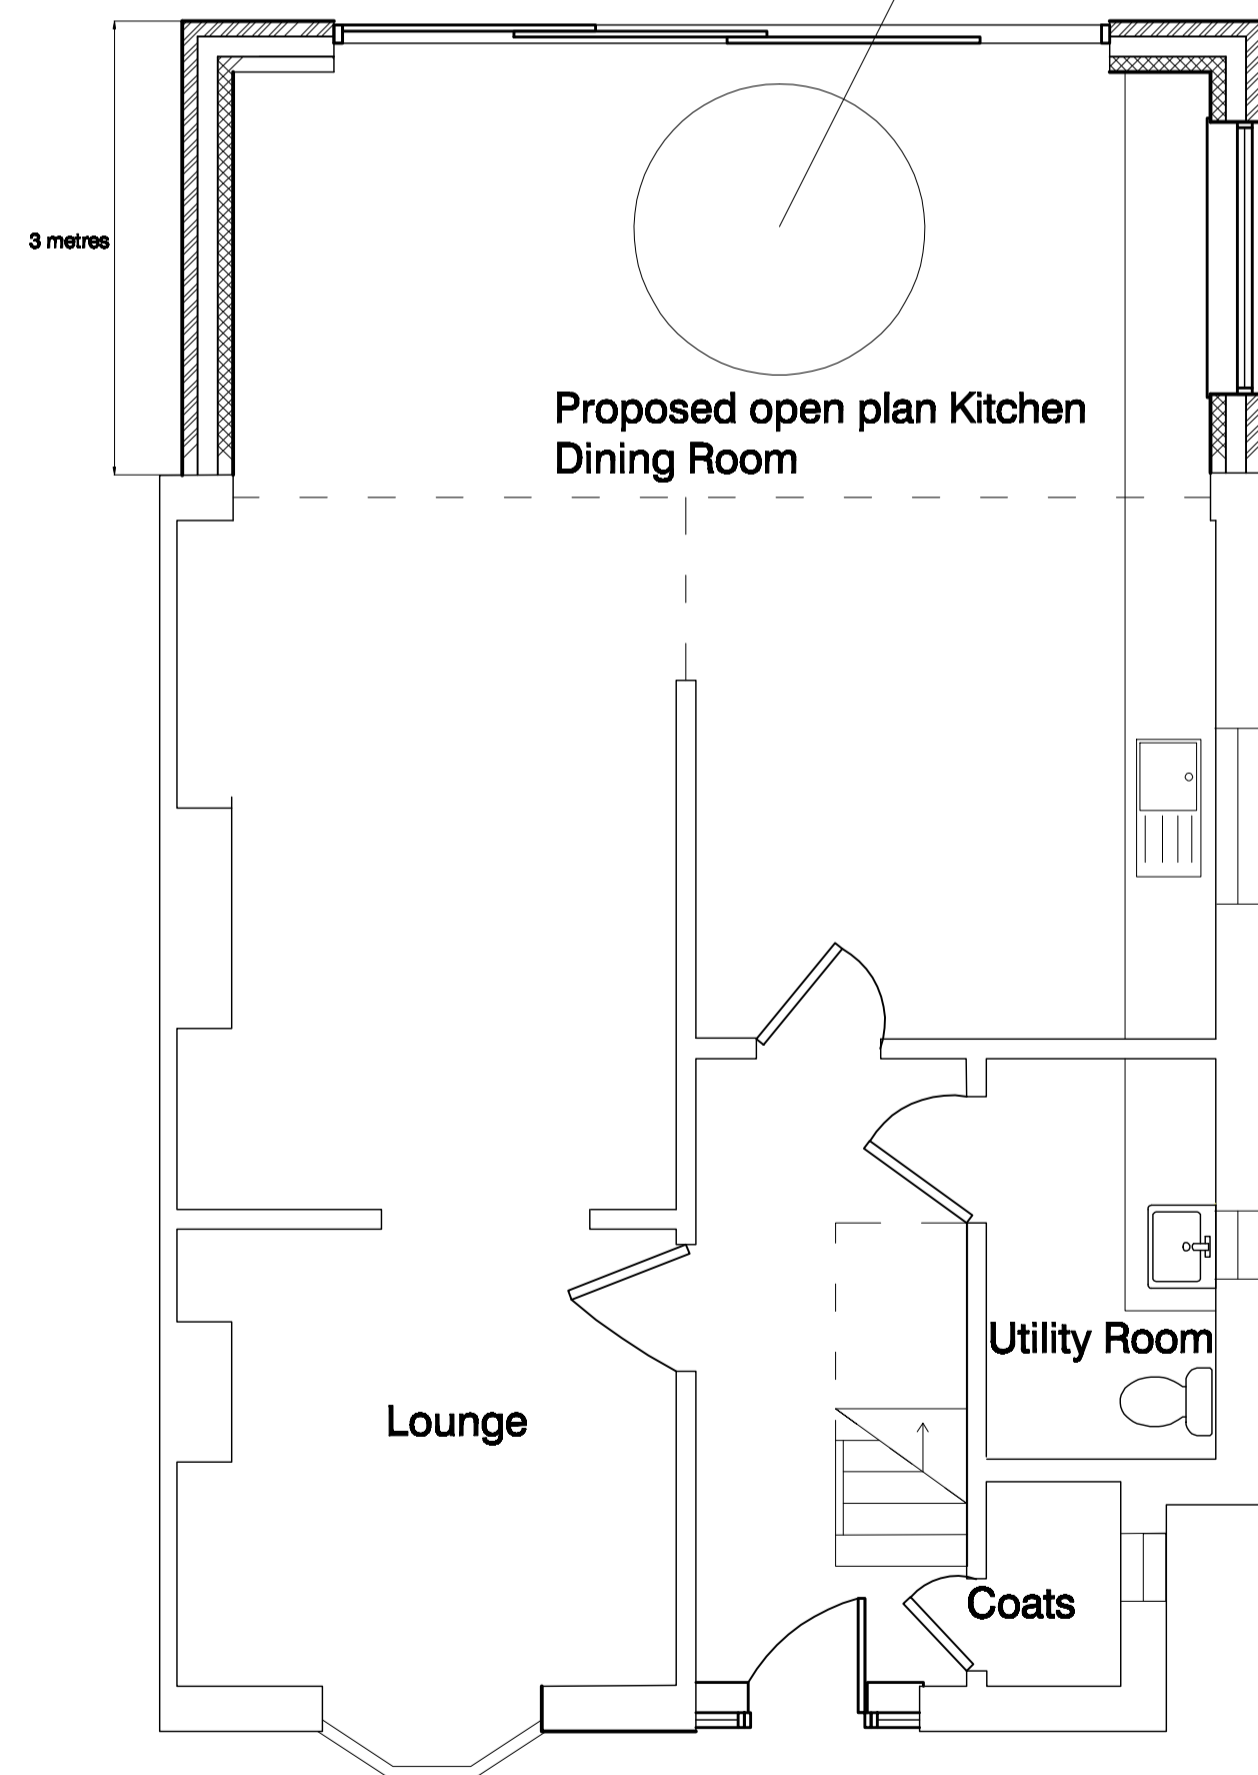 3 metres
Proposed open plan Kitchen
Dining Room
Utility Room
Lounge
Coats